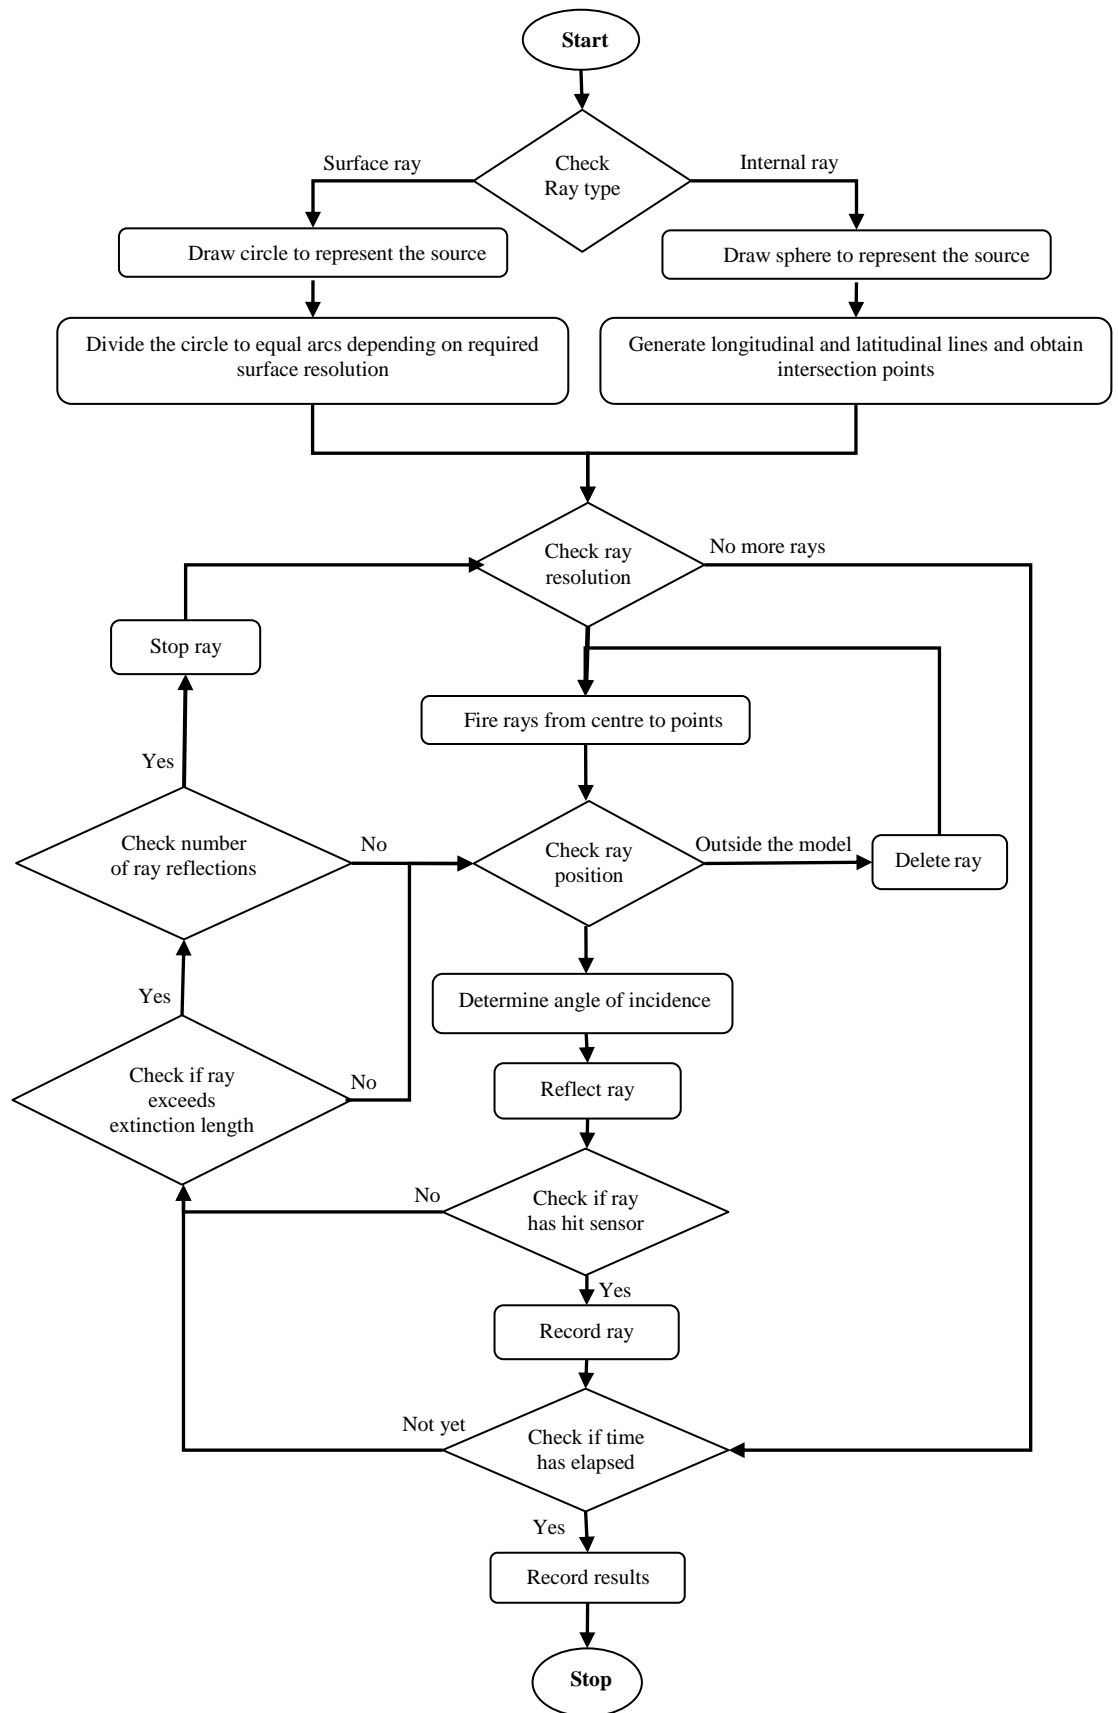 Start
Check
Ray type
Surface ray
Internal ray
Draw circle to represent the source
Draw sphere to represent the source
Divide the circle to equal arcs depending on required
surface resolution
Generate longitudinal and latitudinal lines and obtain
intersection points
Check ray
resolution
No more rays
Stop ray
Fire rays from centre to points
Yes
Check number
of ray reflections
No
Check ray
position
Outside the model
Delete ray
Determine angle of incidence
Yes
Check if ray
exceeds
extinction length
No
Reflect ray
No
Check if ray
has hit sensor
Yes
Record ray
Not yet
Check if time
has elapsed
Yes
Record results
Stop